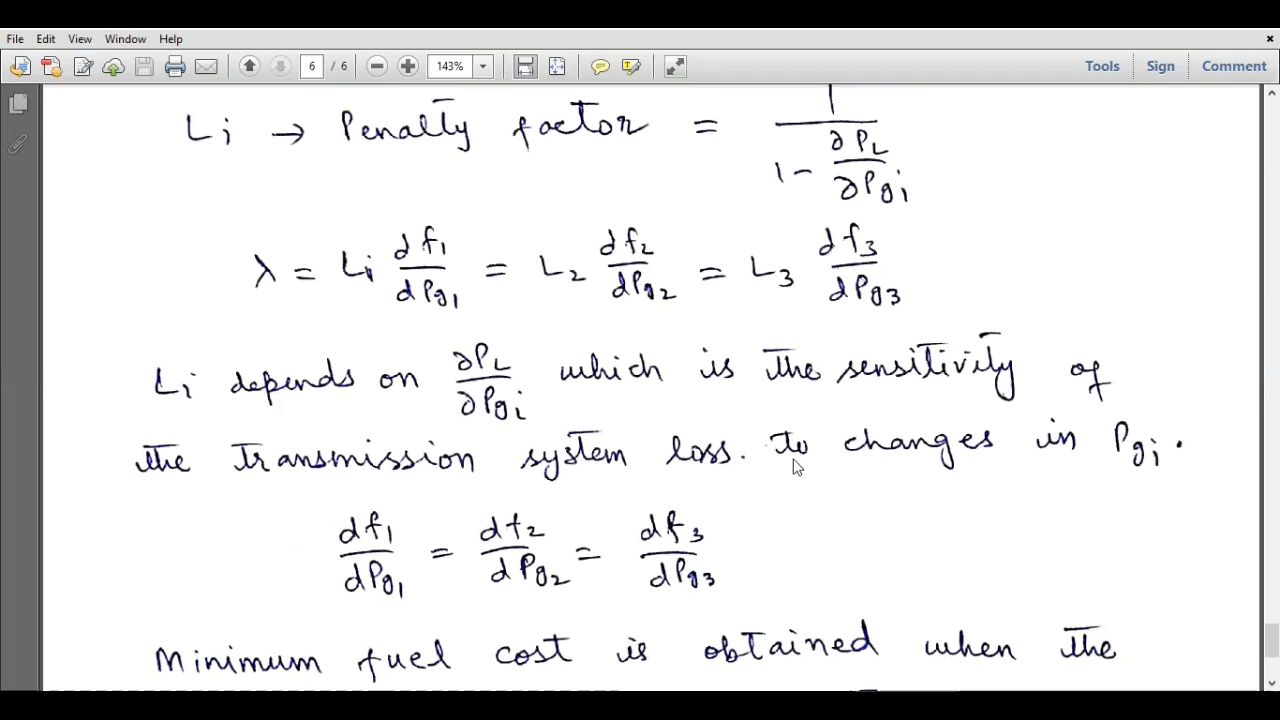 File Edit View Window Help
6 / 6 143% Tools Sign Comment
Li → Penalty factor = 1 / (1 - ∂PL/∂Pgi)
λ = Li df1/dPg1 = L2 df2/dPg2 = L3 df3/dPg3
Li depends on ∂PL/∂Pgi which is the sensitivity of
the transmission system loss. to changes in Pgi.
df1/dPg1 = df2/dPg2 = df3/dPg3
Minimum fuel cost is obtained when the